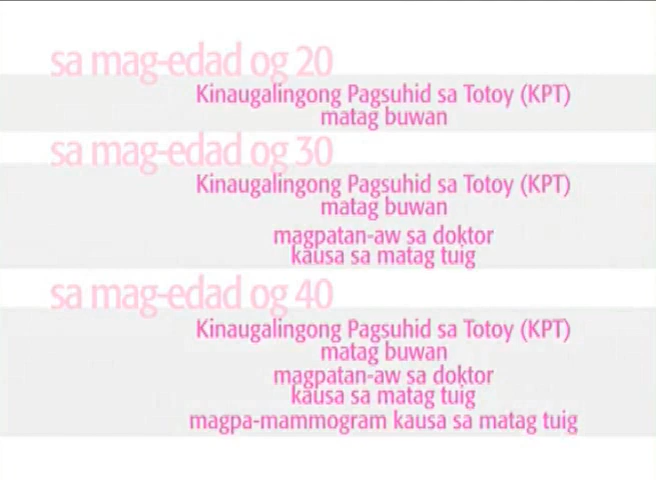 sa mag-edad og 20
Kinaugalingong Pagsuhid sa Totoy (KPT)
matag buwan
sa mag-edad og 30
Kinaugalingong Pagsuhid sa Totoy (KPT)
matag buwan
magpatan-aw sa doktor
kausa sa matag tuig
sa mag-edad og 40
Kinaugalingong Pagsuhid sa Totoy (KPT)
matag buwan
magpatan-aw sa doktor
kausa sa matag tuig
magpa-mammogram kausa sa matag tuig